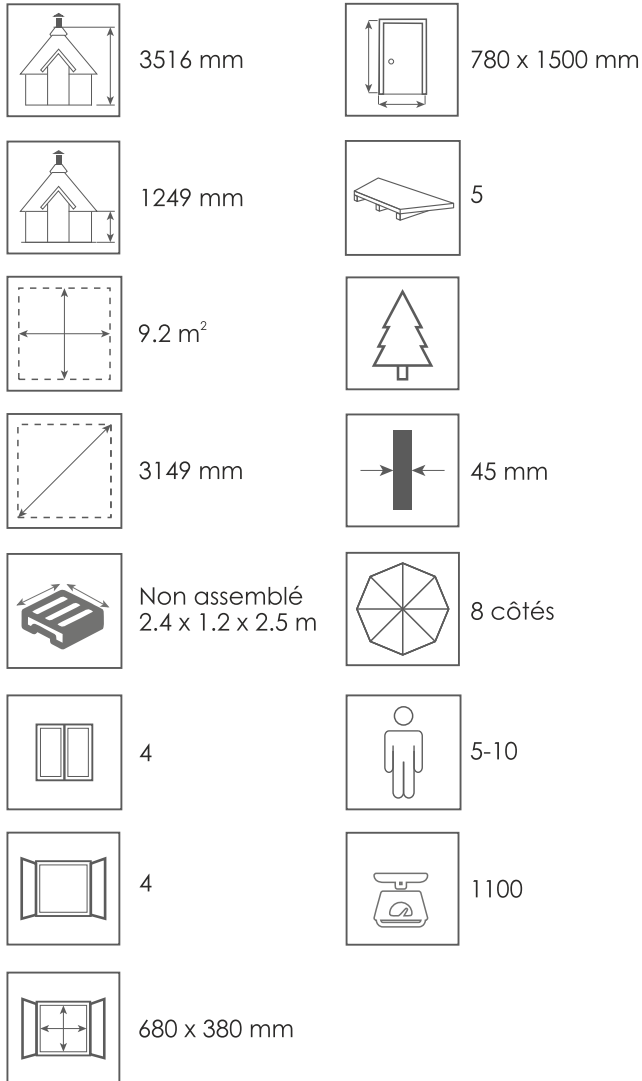 3516 mm
1249 mm
9.2 m²
3149 mm
Non assemblé
2.4 x 1.2 x 2.5 m
4
4
680 x 380 mm
780 x 1500 mm
5
45 mm
8 côtés
5-10
1100